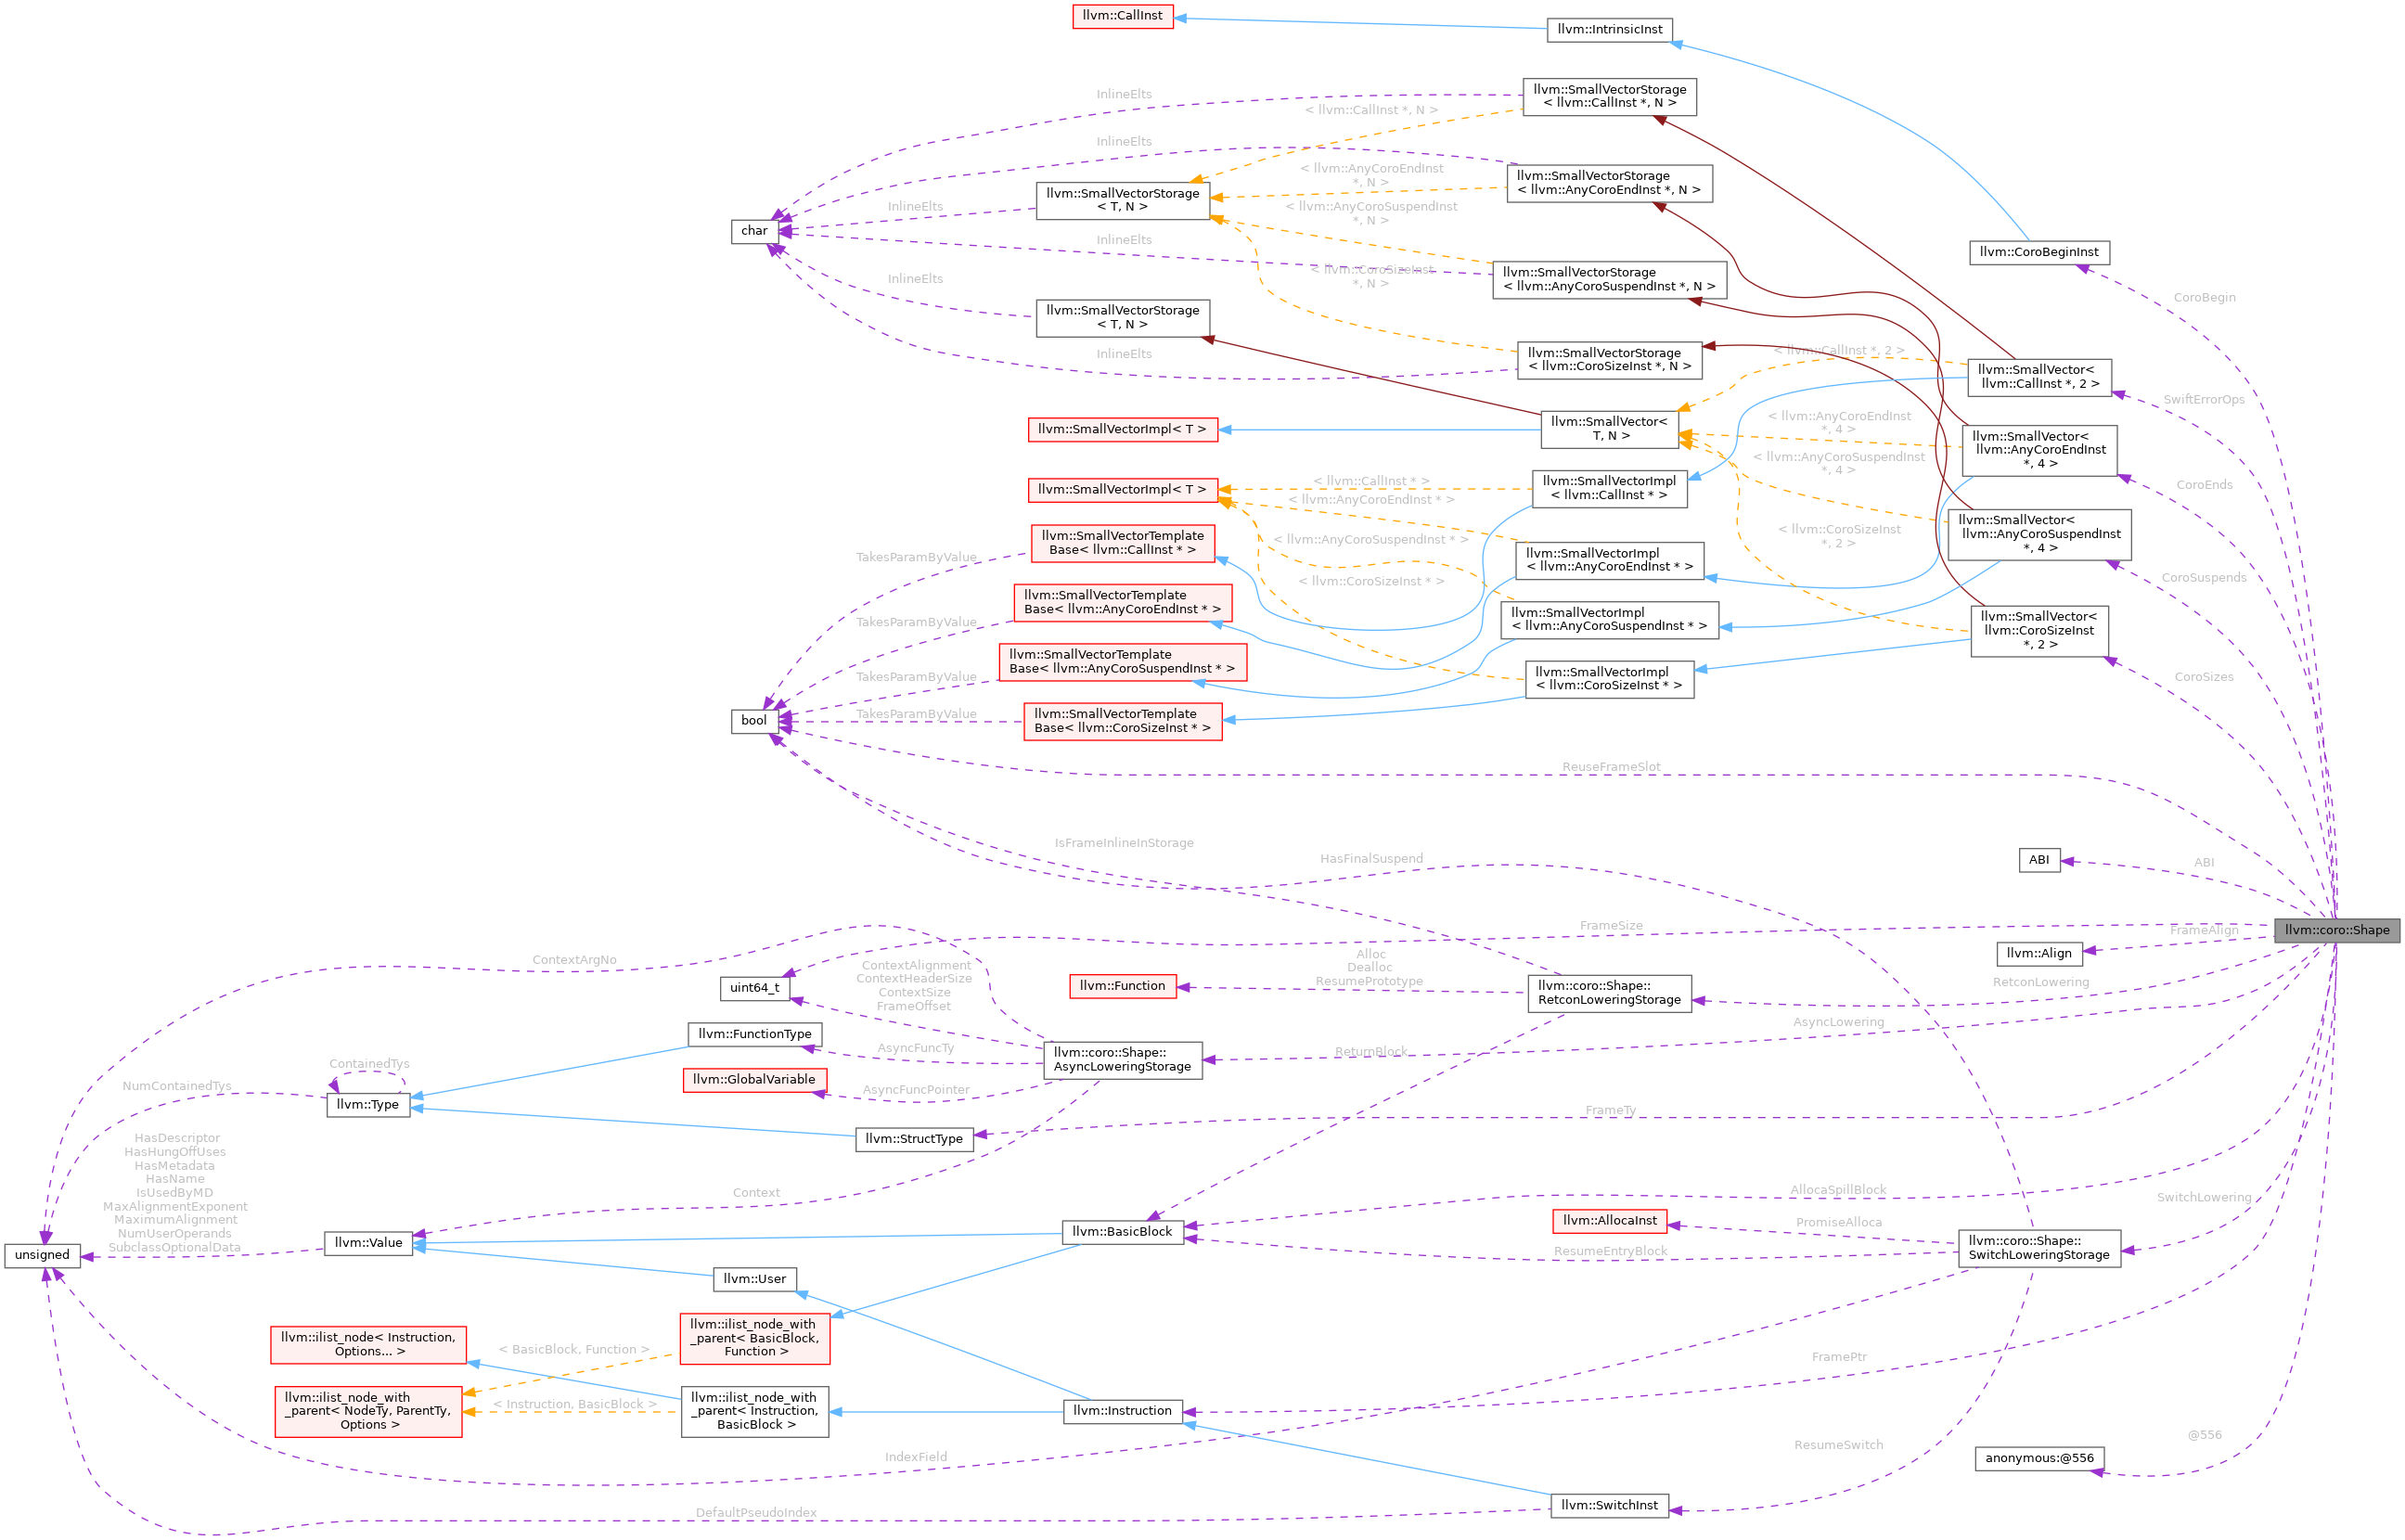 llvm::CallInst
llvm::IntrinsicInst
InlineElts
llvm::SmallVectorStorage
< llvm::CallInst *, N >
< llvm::CallInst *, N >
InlineElts
< llvm::AnyCoroEndInst
*, N >
llvm::SmallVectorStorage
< llvm::AnyCoroEndInst *, N >
llvm::SmallVectorStorage
< T, N >
InlineElts
< llvm::AnyCoroSuspendInst
*, N >
char
InlineElts
llvm::CoroBeginInst
InlineElts
< llvm::CoroSizeInst
*, N >
llvm::SmallVectorStorage
< llvm::AnyCoroSuspendInst *, N >
CoroBegin
llvm::SmallVectorStorage
< T, N >
InlineElts
llvm::SmallVectorStorage
< llvm::CoroSizeInst *, N >
< llvm::CallInst *, 2 >
llvm::SmallVector<
llvm::CallInst *, 2 >
SwiftErrorOps
llvm::SmallVectorImpl< T >
llvm::SmallVector<
T, N >
< llvm::AnyCoroEndInst
*, 4 >
llvm::SmallVector<
llvm::AnyCoroEndInst
*, 4 >
< llvm::AnyCoroSuspendInst
*, 4 >
CoroEnds
llvm::SmallVectorImpl< T >
< llvm::CallInst * >
< llvm::AnyCoroEndInst * >
llvm::SmallVectorImpl
< llvm::CallInst * >
llvm::SmallVectorTemplate
Base< llvm::CallInst * >
< llvm::AnyCoroSuspendInst * >
< llvm::CoroSizeInst
*, 2 >
llvm::SmallVector<
llvm::AnyCoroSuspendInst
*, 4 >
TakesParamByValue
llvm::SmallVectorImpl
< llvm::AnyCoroEndInst * >
< llvm::CoroSizeInst * >
CoroSuspends
llvm::SmallVectorTemplate
Base< llvm::AnyCoroEndInst * >
TakesParamByValue
llvm::SmallVectorImpl
< llvm::AnyCoroSuspendInst * >
llvm::SmallVector<
llvm::CoroSizeInst
*, 2 >
llvm::SmallVectorTemplate
Base< llvm::AnyCoroSuspendInst * >
TakesParamByValue
llvm::SmallVectorImpl
< llvm::CoroSizeInst * >
CoroSizes
bool
TakesParamByValue
llvm::SmallVectorTemplate
Base< llvm::CoroSizeInst * >
ReuseFrameSlot
IsFrameInlineInStorage
HasFinalSuspend
ABI
ABI
FrameSize
FrameAlign
llvm::coro::Shape
ContextArgNo
llvm::Align
uint64_t
ContextAlignment
ContextHeaderSize
ContextSize
FrameOffset
llvm::Function
Alloc
Dealloc
ResumePrototype
llvm::coro::Shape::
RetconLoweringStorage
RetconLowering
AsyncLowering
llvm::FunctionType
AsyncFuncTy
llvm::coro::Shape::
AsyncLoweringStorage
ReturnBlock
ContainedTys
NumContainedTys
llvm::GlobalVariable
AsyncFuncPointer
llvm::Type
FrameTy
llvm::StructType
HasDescriptor
HasHungOffUses
HasMetadata
HasName
IsUsedByMD
MaxAlignmentExponent
MaximumAlignment
NumUserOperands
SubclassOptionalData
Context
AllocaSpillBlock
SwitchLowering
llvm::AllocaInst
PromiseAlloca
llvm::BasicBlock
unsigned
llvm::Value
ResumeEntryBlock
llvm::coro::Shape::
SwitchLoweringStorage
llvm::User
llvm::ilist_node< Instruction,
Options... >
< BasicBlock, Function >
llvm::ilist_node_with
_parent< BasicBlock,
Function >
FramePtr
llvm::ilist_node_with
_parent< NodeTy, ParentTy,
Options >
< Instruction, BasicBlock >
llvm::ilist_node_with
_parent< Instruction,
BasicBlock >
llvm::Instruction
@556
ResumeSwitch
IndexField
anonymous:@556
DefaultPseudoIndex
llvm::SwitchInst